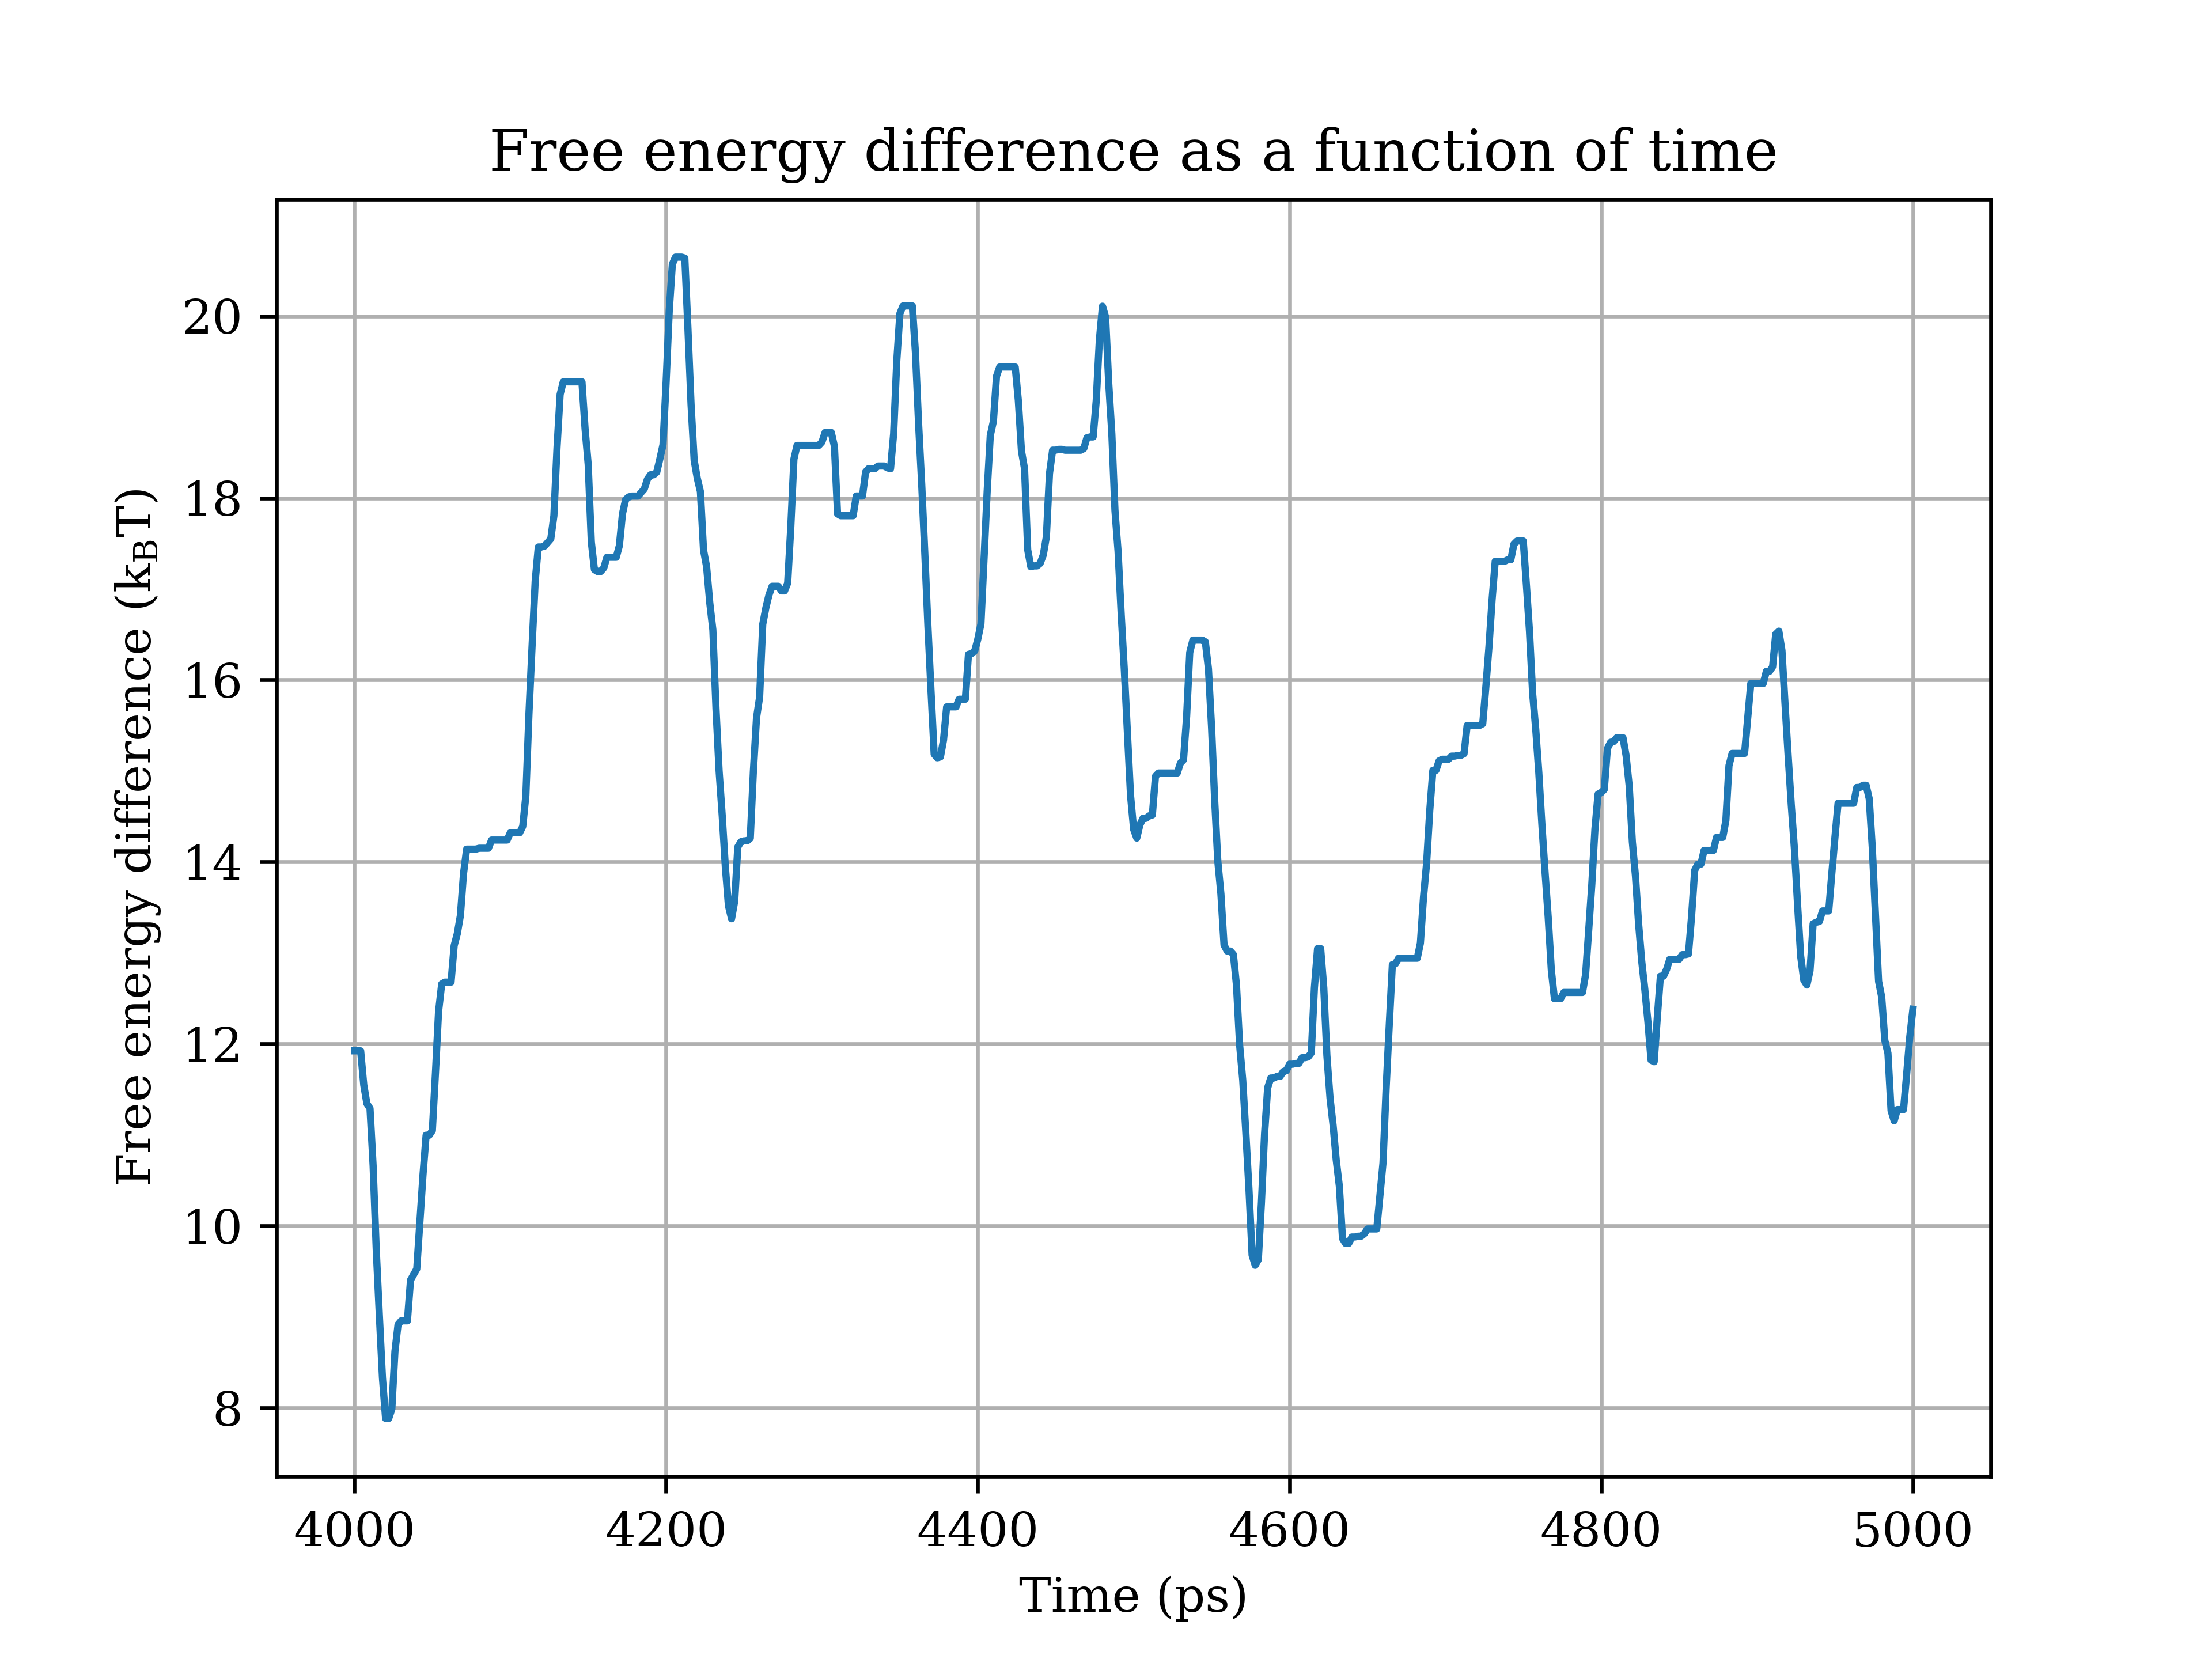 Free energy difference as a function of time
Free energy difference (k_BT)
20
18
16
14
12
10
8
4000 4200 4400 4600 4800 5000
Time (ps)